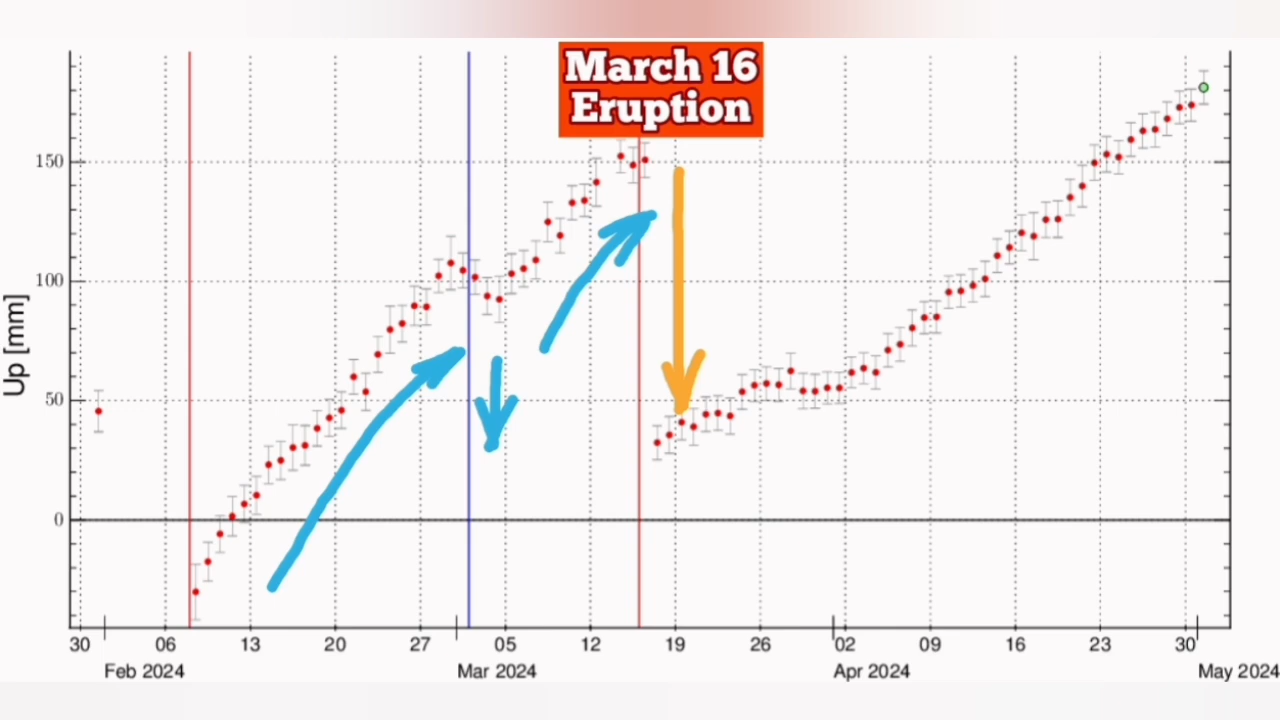 March 16
Eruption
150
100
50
0
Up [mm]
30 06 13 20 27 05 12 19 26 02 09 16 23 30
Feb 2024 Mar 2024 Apr 2024 May 2024